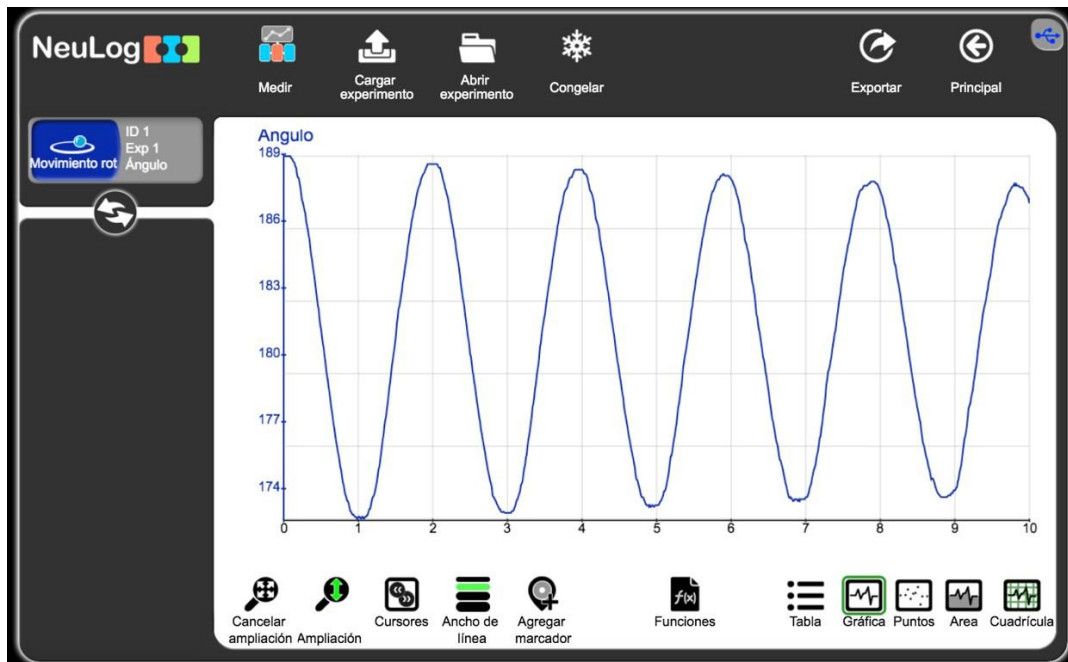 NeuLog
Medir
Cargar
experimento
Abrir
experimento
Congelar
Exportar
Principal
Movimiento rot
ID 1
Exp 1
Ángulo
Angulo
189
186
183
180
177
174
0 1 2 3 4 5 6 7 8 9 10
Cancelar
ampliación
Ampliación
Cursores
Ancho de
línea
Agregar
marcador
f(x)
Funciones
Tabla
Gráfica
Puntos
Area
Cuadrícula